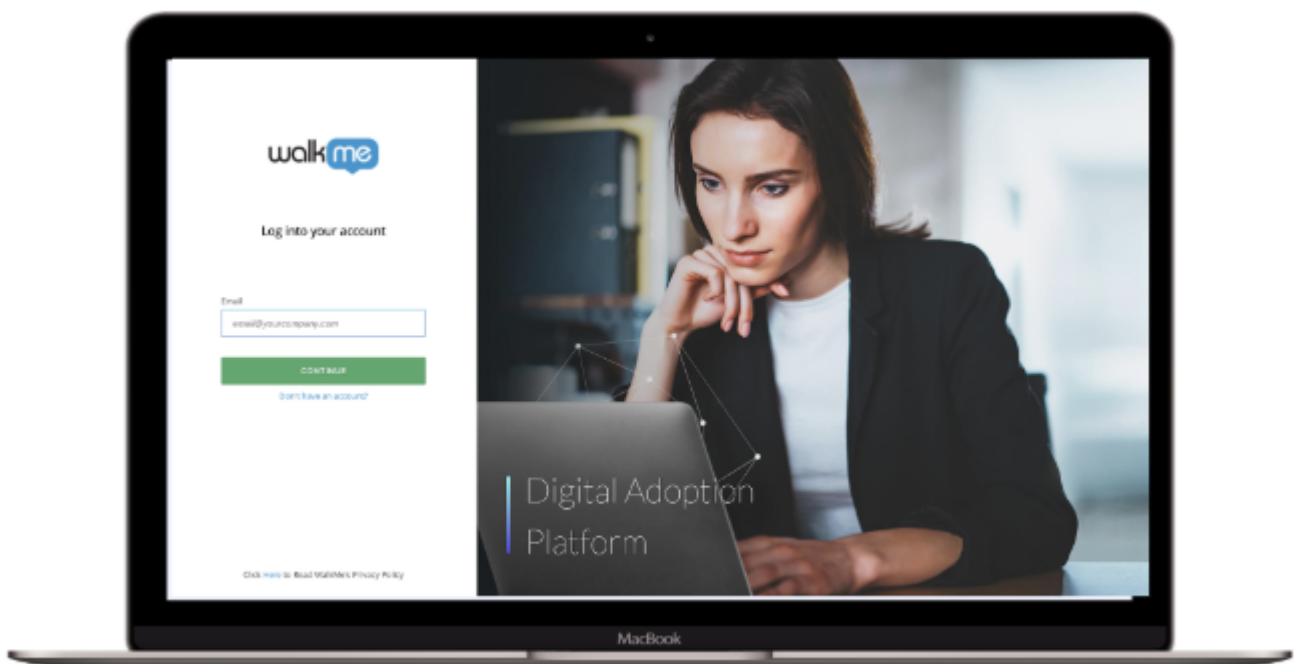 walkme
Log into your account
Email
email@yourcompany.com
CONTINUE
Don't have an account?
Click Here to Read WalkMe's Privacy Policy
Digital Adoption
Platform
MacBook